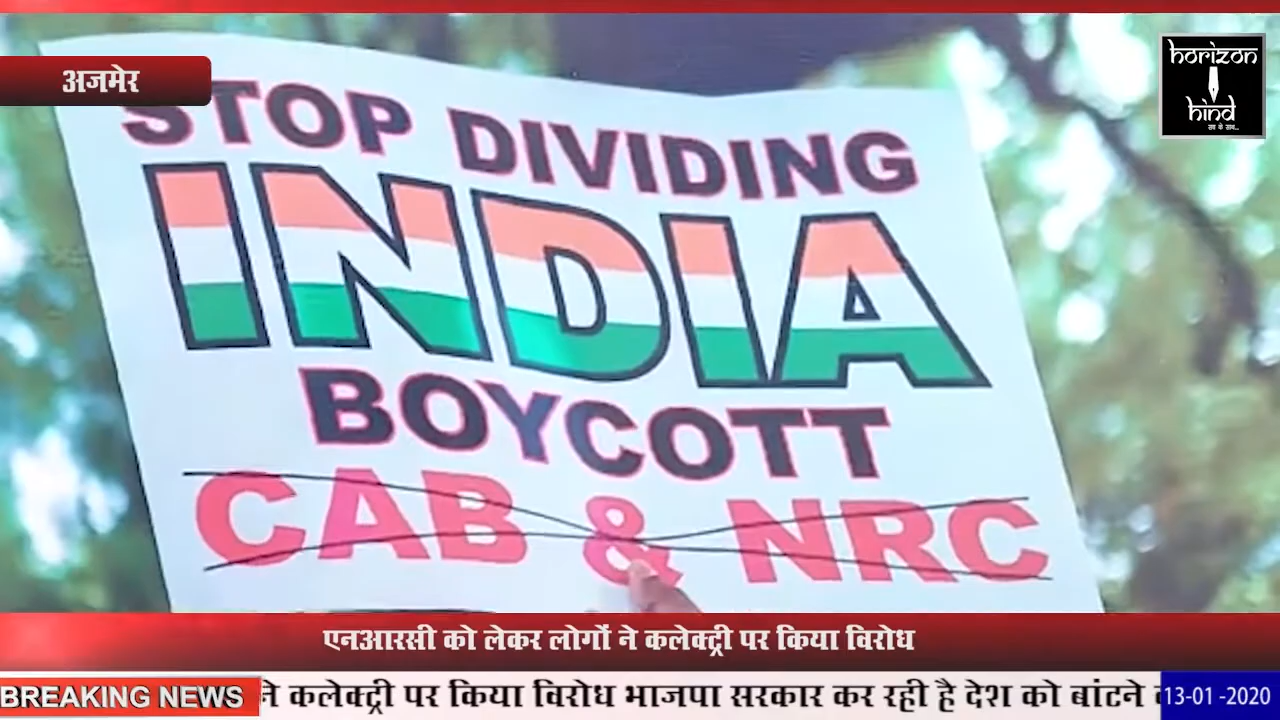 अजमेर
horizon
hind
सच के साथ...
STOP DIVIDING
INDIA
BOYCOTT
CAB & NRC
एनआरसी को लेकर लोगों ने कलेक्ट्री पर किया विरोध
BREAKING NEWS
ने कलेक्ट्री पर किया विरोध भाजपा सरकार कर रही है देश को बांटने
13-01 -2020